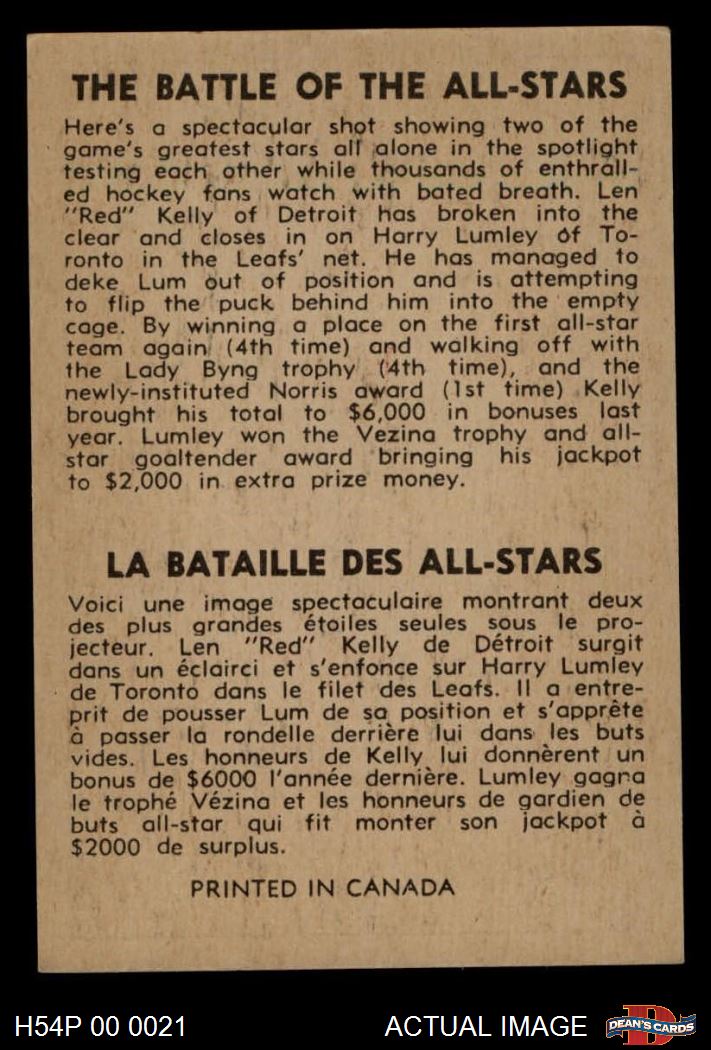 THE BATTLE OF THE ALL-STARS
Here's a spectacular shot showing two of the
game's greatest stars all alone in the spotlight
testing each other while thousands of enthrall-
ed hockey fans watch with bated breath. Len
"Red" Kelly of Detroit has broken into the
clear and closes in on Harry Lumley of To-
ronto in the Leafs' net. He has managed to
deke Lum out of position and is attempting
to flip the puck behind him into the empty
cage. By winning a place on the first all-star
team again (4th time) and walking off with
the Lady Byng trophy (4th time), and the
newly-instituted Norris award (1st time) Kelly
brought his total to $6,000 in bonuses last
year. Lumley won the Vezina trophy and all-
star goaltender award bringing his jackpot
to $2,000 in extra prize money.
LA BATAILLE DES ALL-STARS
Voici une image spectaculaire montrant deux
des plus grandes étoiles seules sous le pro-
jecteur. Len "Red" Kelly de Détroit surgit
dans un éclairci et s'enfonce sur Harry Lumley
de Toronto dans le filet des Leafs. Il a entre-
prit de pousser Lum de sa position et s'apprête
à passer la rondelle derrière lui dans les buts
vides. Les honneurs de Kelly lui donnèrent un
bonus de $6000 l'année dernière. Lumley gagna
le trophé Vézina et les honneurs de gardien de
buts all-star qui fit monter son jackpot à
$2000 de surplus.
PRINTED IN CANADA
H54P 00 0021
ACTUAL IMAGE
D
DEAN'S CARDS